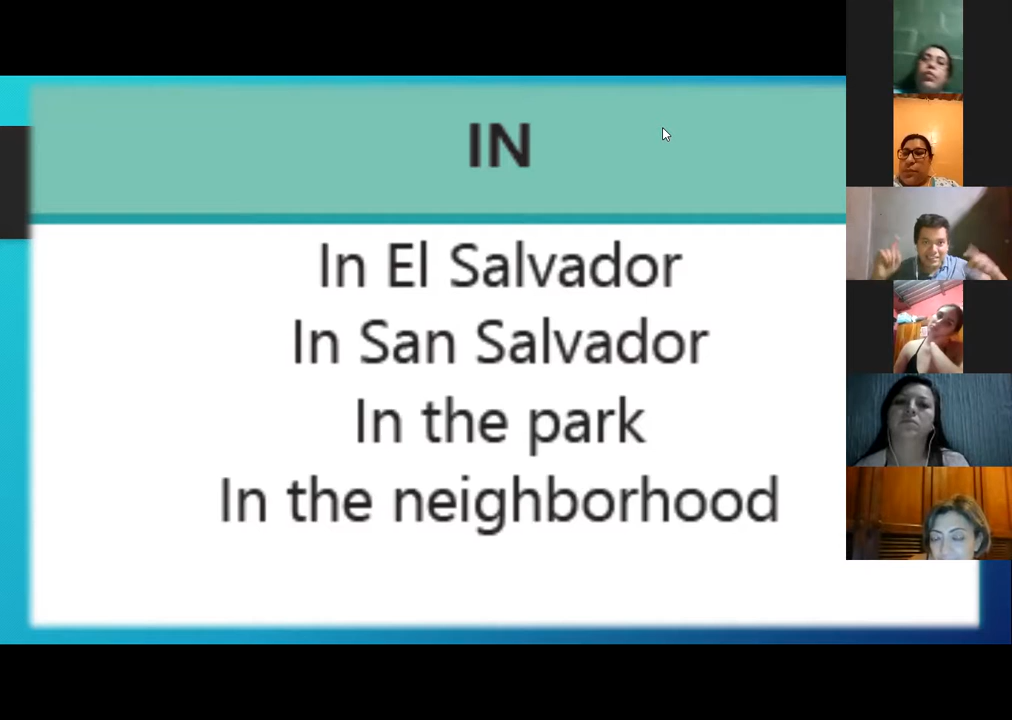 IN
In El Salvador
In San Salvador
In the park
In the neighborhood